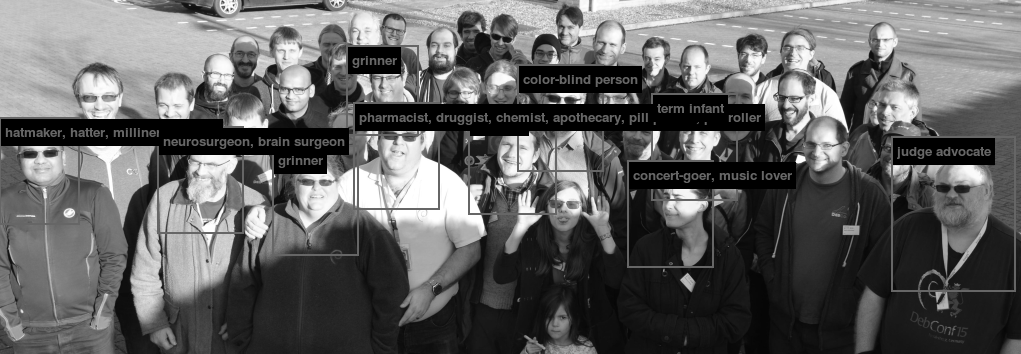 grinner
color-blind person
term infant
pharmacist, druggist, chemist, apothecary, pill
roller
hatmaker, hatter, milliner
neurosurgeon, brain surgeon
judge advocate
grinner
concert-goer, music lover
DebConf15